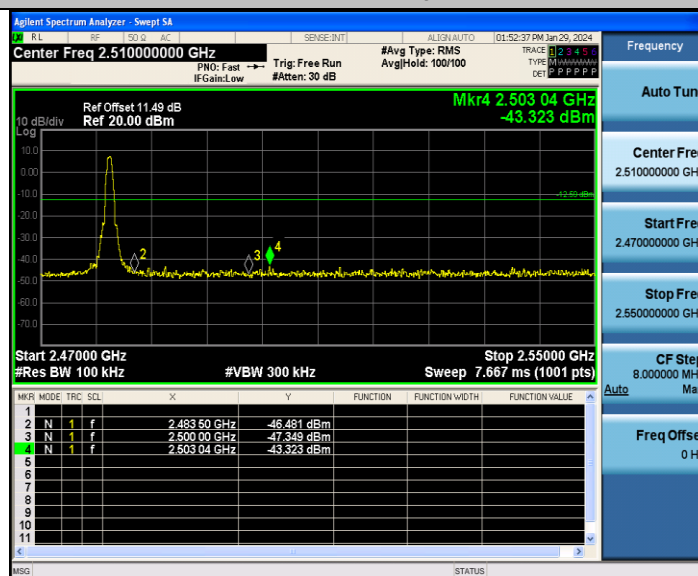 Agilent Spectrum Analyzer - Swept SA
RL RF 50 Ω AC SENSE:INT ALIGNAUTO 01:52:37 PM Jan 29, 2024
Center Freq 2.510000000 GHz
PNO: Fast
IFGain:Low
Trig: Free Run
#Atten: 30 dB
#Avg Type: RMS
Avg|Hold: 100/100
TRACE 1 2 3 4 5 6
TYPE M
DET P P P P P P
Ref Offset 11.49 dB
10 dB/div Ref 20.00 dBm
Log
Mkr4 2.503 04 GHz
-43.323 dBm
10.0
0.00
-10.0
-12.50 dBm
-20.0
-30.0
-40.0
-50.0
-60.0
-70.0
2
3
4
Start 2.47000 GHz Stop 2.55000 GHz
#Res BW 100 kHz #VBW 300 kHz Sweep 7.667 ms (1001 pts)
MKR MODE TRC SCL X Y FUNCTION FUNCTION WIDTH FUNCTION VALUE
1
2 N 1 f 2.483 50 GHz -46.481 dBm
3 N 1 f 2.500 00 GHz -47.349 dBm
4 N 1 f 2.503 04 GHz -43.323 dBm
5
6
7
8
9
10
11
MSG STATUS
Frequency
Auto Tun
Center Fre
2.510000000 GH
Start Fre
2.470000000 GH
Stop Fre
2.550000000 GH
CF Step
8.000000 MH
Auto Ma
Freq Offse
0 H